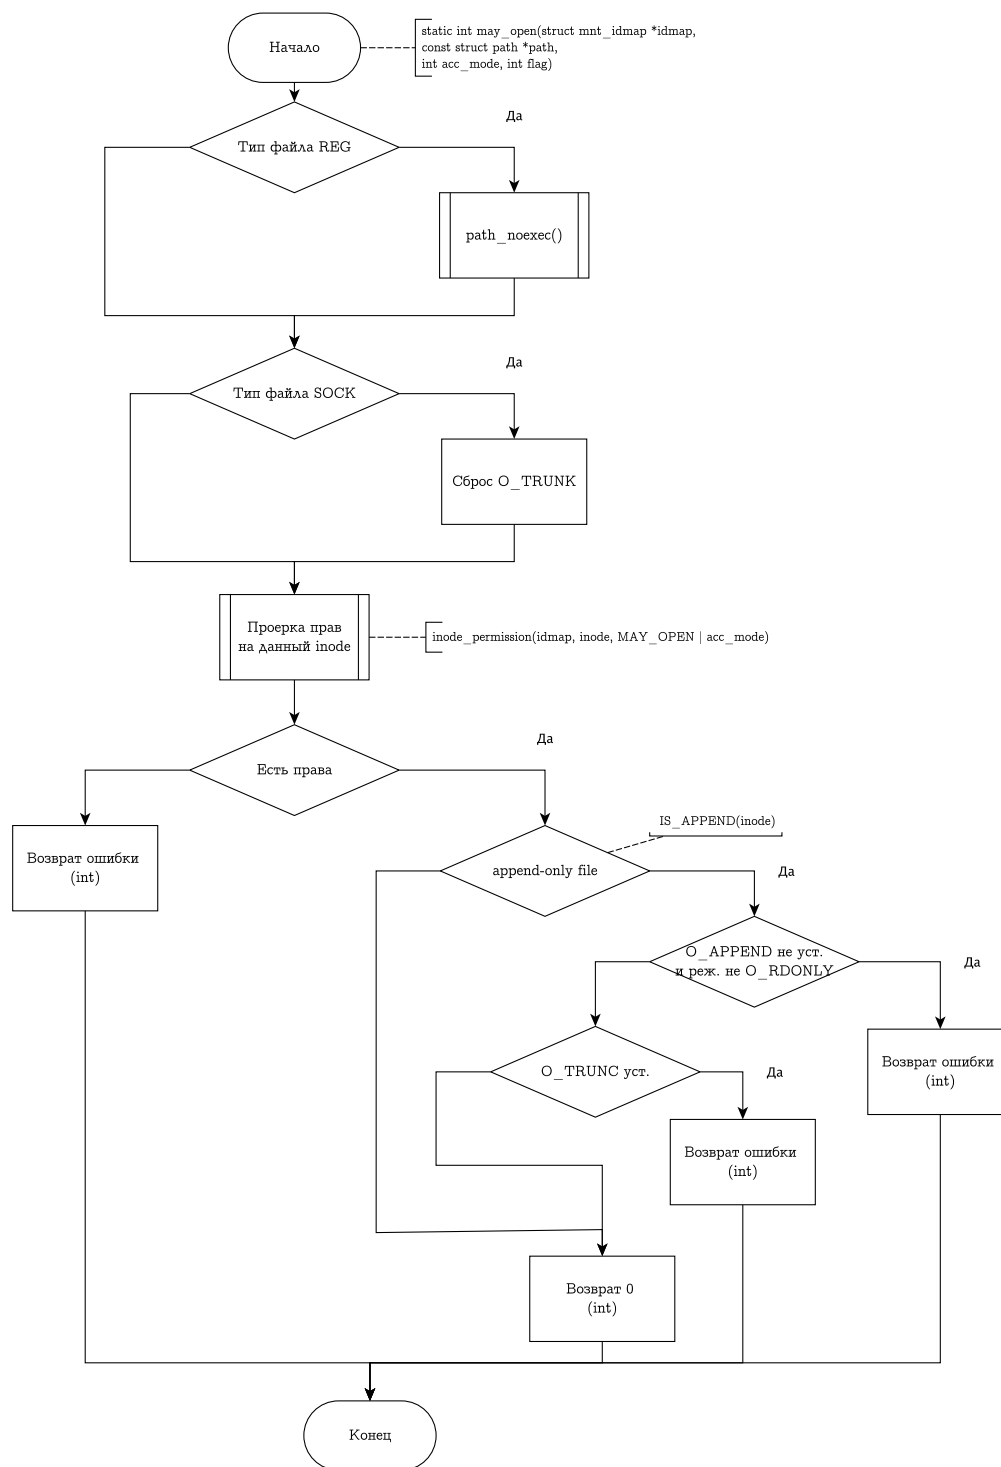 Начало
static int may_open(struct mnt_idmap *idmap,
const struct path *path,
int acc_mode, int flag)
Да
Тип файла REG
path_noexec()
Да
Тип файла SOCK
Сброс O_TRUNK
Проерка прав
на данный inode
inode_permission(idmap, inode, MAY_OPEN | acc_mode)
Да
Есть права
IS_APPEND(inode)
Возврат ошибки
(int)
append-only file
Да
O_APPEND не уст.
и реж. не O_RDONLY
Да
O_TRUNC уст.
Да
Возврат ошибки
(int)
Возврат ошибки
(int)
Возврат 0
(int)
Конец